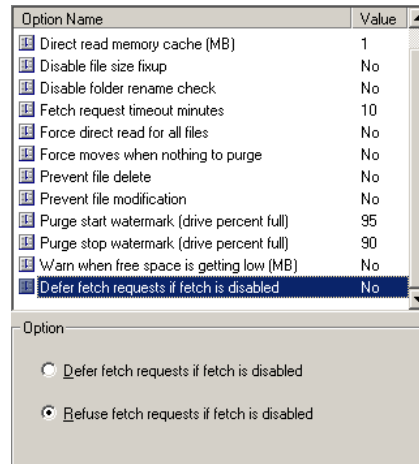 Option Name Value
Direct read memory cache (MB) 1
Disable file size fixup No
Disable folder rename check No
Fetch request timeout minutes 10
Force direct read for all files No
Force moves when nothing to purge No
Prevent file delete No
Prevent file modification No
Purge start watermark (drive percent full) 95
Purge stop watermark (drive percent full) 90
Warn when free space is getting low (MB) No
Defer fetch requests if fetch is disabled No
Option
Defer fetch requests if fetch is disabled
Refuse fetch requests if fetch is disabled